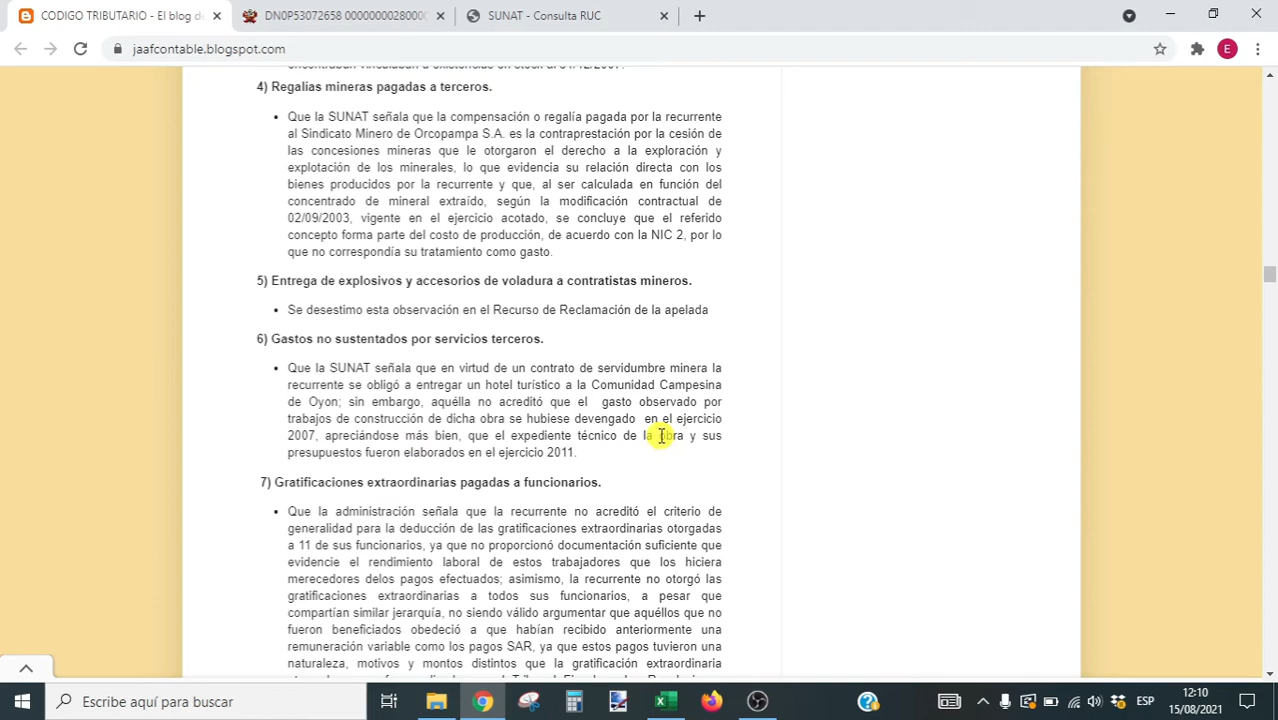 CODIGO TRIBUTARIO - El blog de
DN0P53072658 00000000280000
SUNAT - Consulta RUC
jaafcontable.blogspot.com
E
4) Regalías mineras pagadas a terceros.
Que la SUNAT señala que la compensación o regalía pagada por la recurrente
al Sindicato Minero de Orcopampa S.A. es la contraprestación por la cesión de
las concesiones mineras que le otorgaron el derecho a la exploración y
explotación de los minerales, lo que evidencia su relación directa con los
bienes producidos por la recurrente y que, al ser calculada en función del
concentrado de mineral extraído, según la modificación contractual de
02/09/2003, vigente en el ejercicio acotado, se concluye que el referido
concepto forma parte del costo de producción, de acuerdo con la NIC 2, por lo
que no correspondía su tratamiento como gasto.
5) Entrega de explosivos y accesorios de voladura a contratistas mineros.
Se desestimo esta observación en el Recurso de Reclamación de la apelada
6) Gastos no sustentados por servicios terceros.
Que la SUNAT señala que en virtud de un contrato de servidumbre minera la
recurrente se obligó a entregar un hotel turístico a la Comunidad Campesina
de Oyon; sin embargo, aquélla no acreditó que el gasto observado por
trabajos de construcción de dicha obra se hubiese devengado en el ejercicio
2007, apreciándose más bien, que el expediente técnico de la obra y sus
presupuestos fueron elaborados en el ejercicio 2011.
7) Gratificaciones extraordinarias pagadas a funcionarios.
Que la administración señala que la recurrente no acreditó el criterio de
generalidad para la deducción de las gratificaciones extraordinarias otorgadas
a 11 de sus funcionarios, ya que no proporcionó documentación suficiente que
evidencie el rendimiento laboral de estos trabajadores que los hiciera
merecedores delos pagos efectuados; asimismo, la recurrente no otorgó las
gratificaciones extraordinarias a todos sus funcionarios, a pesar que
compartían similar jerarquía, no siendo válido argumentar que aquéllos que no
fueron beneficiados obedeció a que habían recibido anteriormente una
remuneración variable como los pagos SAR, ya que estos pagos tuvieron una
naturaleza, motivos y montos distintos que la gratificación extraordinaria
Escribe aquí para buscar
ESP
12:10
15/08/2021